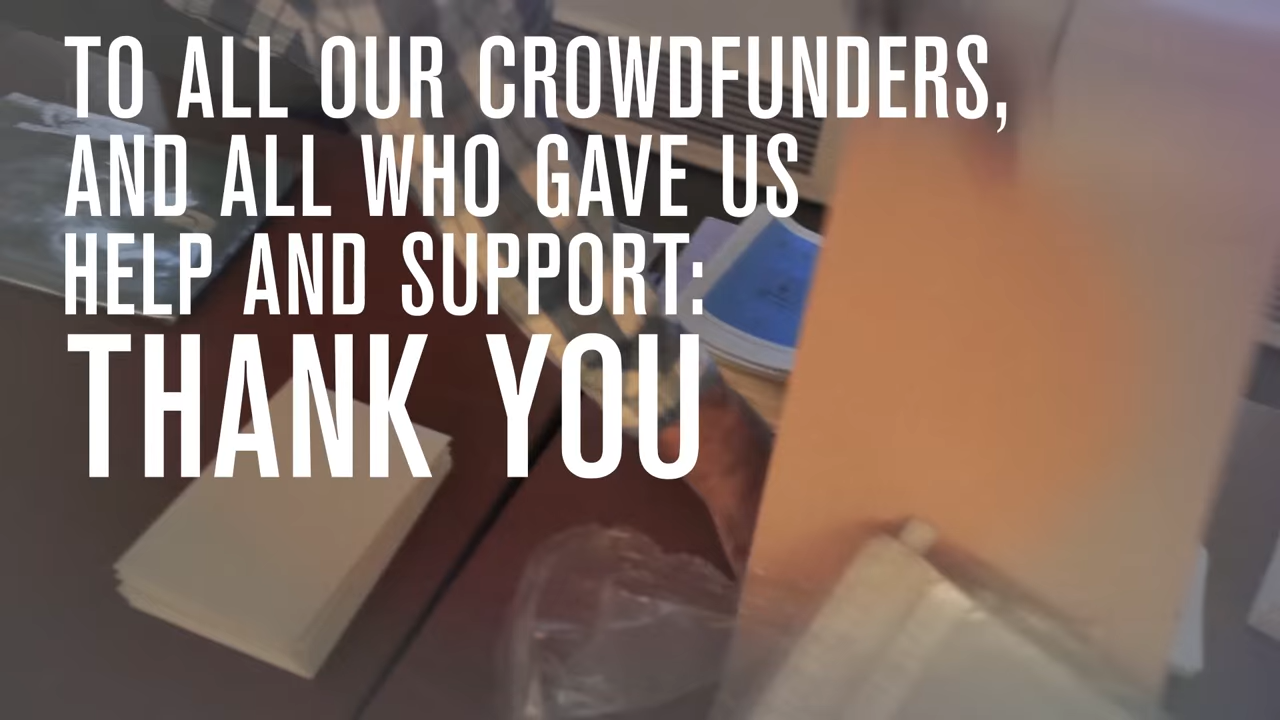 TO ALL OUR CROWDFUNDERS,
AND ALL WHO GAVE US
HELP AND SUPPORT:
THANK YOU